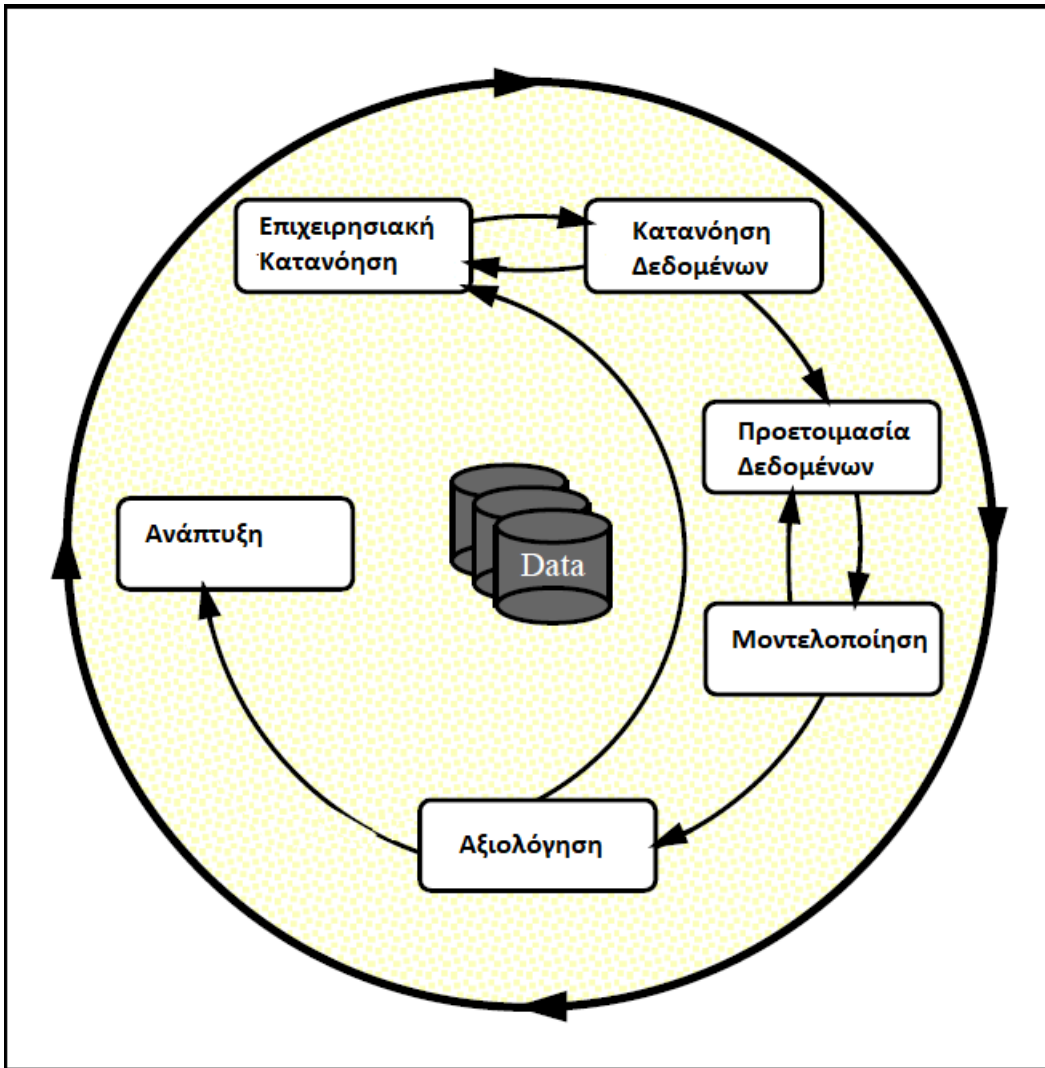 Επιχειρησιακή
Κατανόηση
Κατανόηση
Δεδομένων
Προετοιμασία
Δεδομένων
Ανάπτυξη
Data
Μοντελοποίηση
Αξιολόγηση